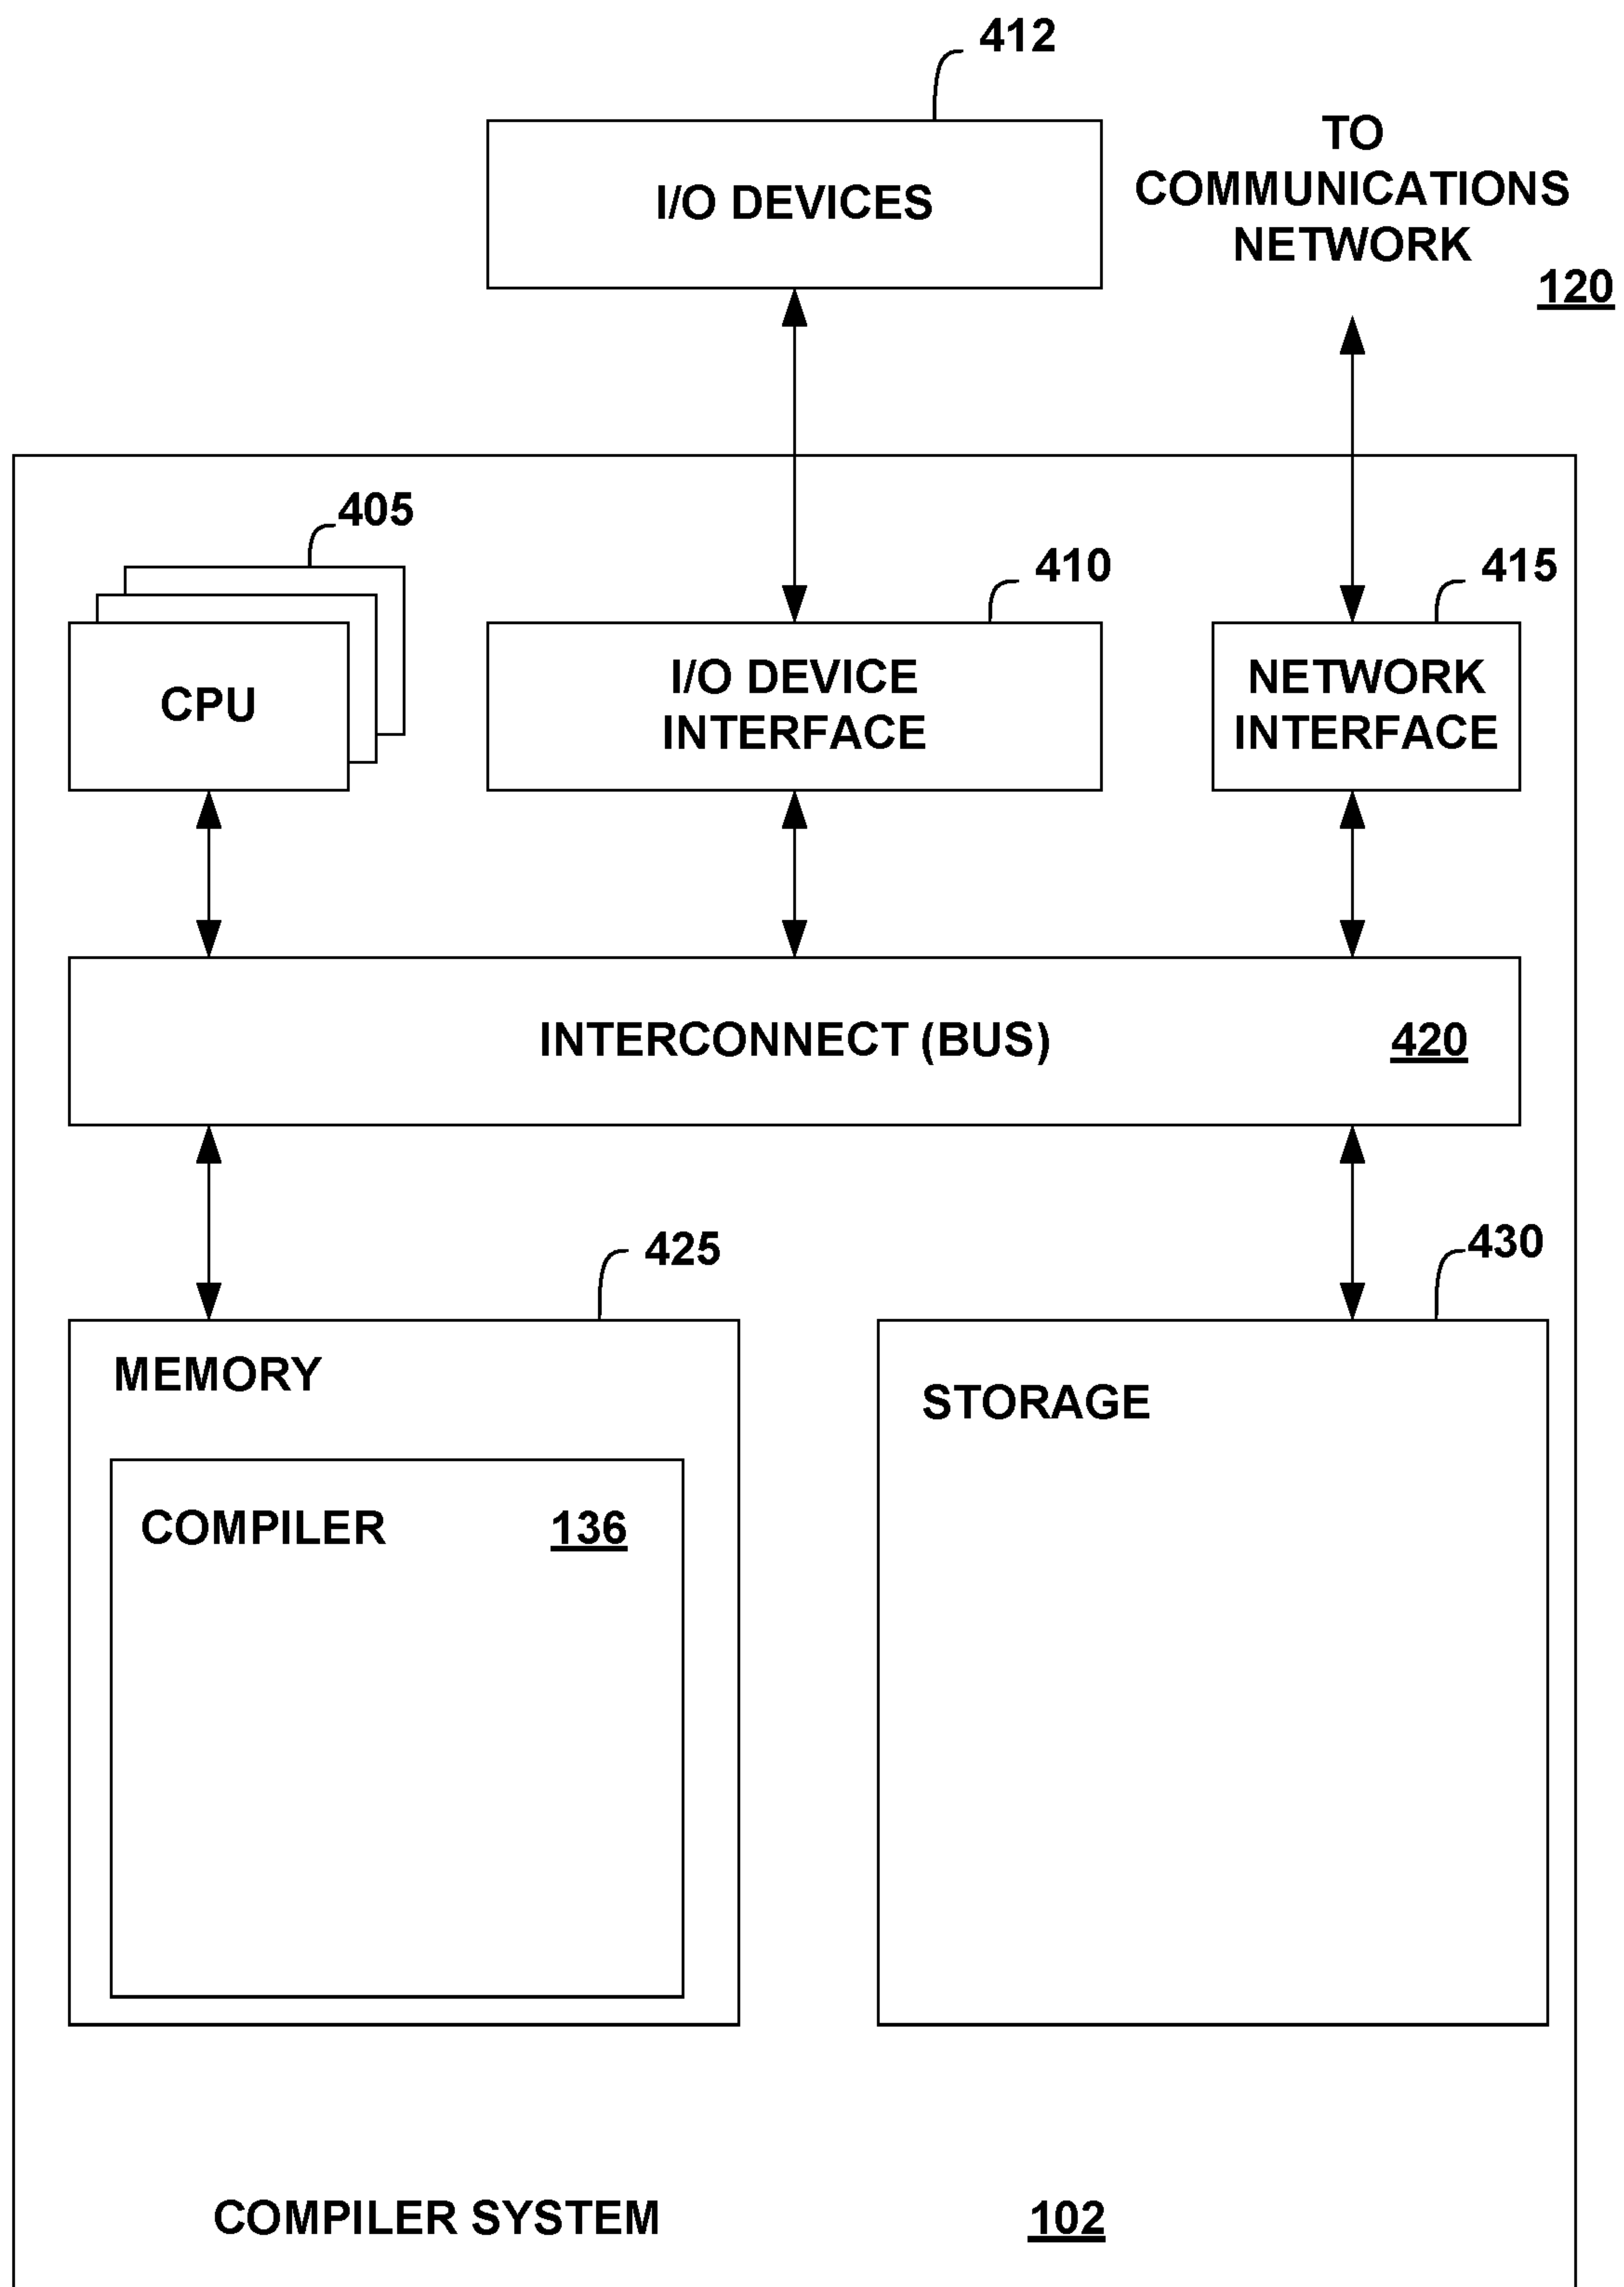 412
I/O DEVICES
TO
COMMUNICATIONS
NETWORK
120
405
410
415
CPU
I/O DEVICE
INTERFACE
NETWORK
INTERFACE
INTERCONNECT (BUS)
420
425
430
MEMORY
STORAGE
COMPILER
136
COMPILER SYSTEM
102